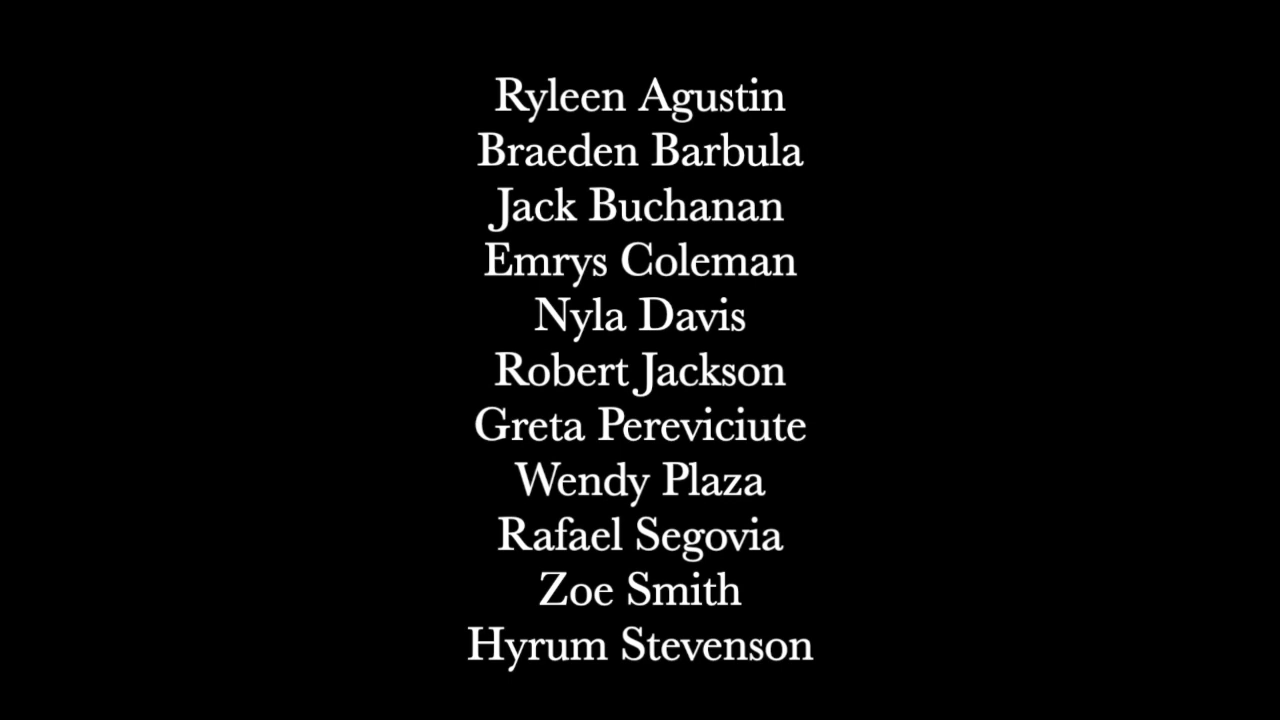 Ryleen Agustin
Braeden Barbula
Jack Buchanan
Emrys Coleman
Nyla Davis
Robert Jackson
Greta Pereviciute
Wendy Plaza
Rafael Segovia
Zoe Smith
Hyrum Stevenson